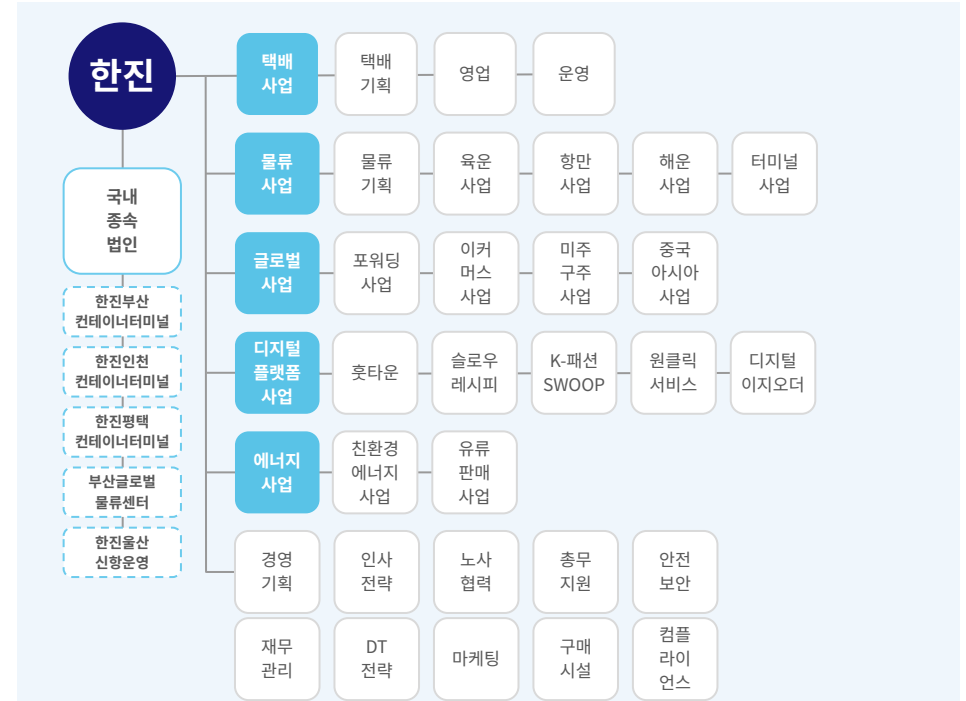 한진
국내
종속
법인
한진부산
컨테이너터미널
한진인천
컨테이너터미널
한진평택
컨테이너터미널
부산글로벌
물류센터
한진울산
신항운영
택배
사업
택배
기획
영업
운영
물류
사업
물류
기획
육운
사업
항만
사업
해운
사업
터미널
사업
글로벌
사업
포워딩
사업
이커
머스
사업
미주
구주
사업
중국
아시아
사업
디지털
플랫폼
사업
훗타운
슬로우
레시피
K-패션
SWOOP
원클릭
서비스
디지털
이지오더
에너지
사업
친환경
에너지
사업
유류
판매
사업
경영
기획
인사
전략
노사
협력
총무
지원
안전
보안
재무
관리
DT
전략
마케팅
구매
시설
컴플
라이
언스